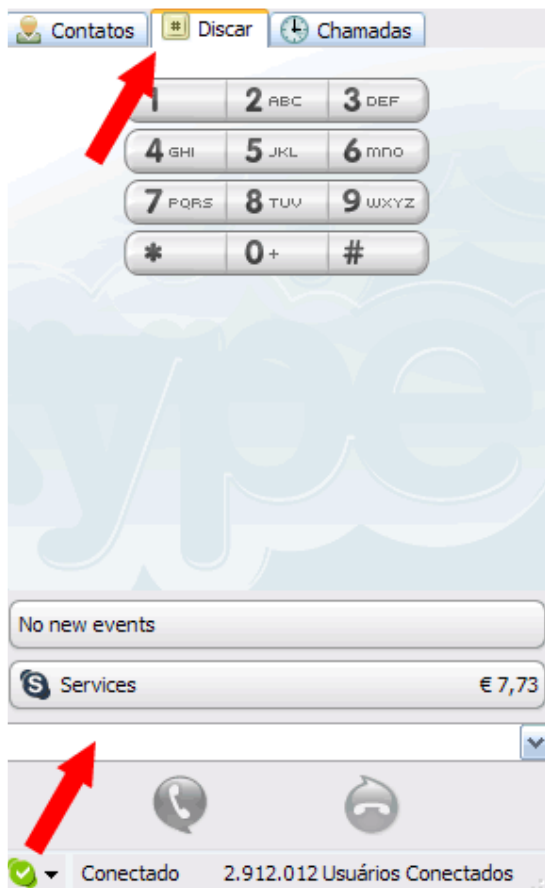 Contatos Discar Chamadas
1 2 ABC 3 DEF
4 GHI 5 JKL 6 MNO
7 PQRS 8 TUV 9 WXYZ
* 0 + #
skype
No new events
S Services € 7,73
Conectado 2.912.012 Usuários Conectados